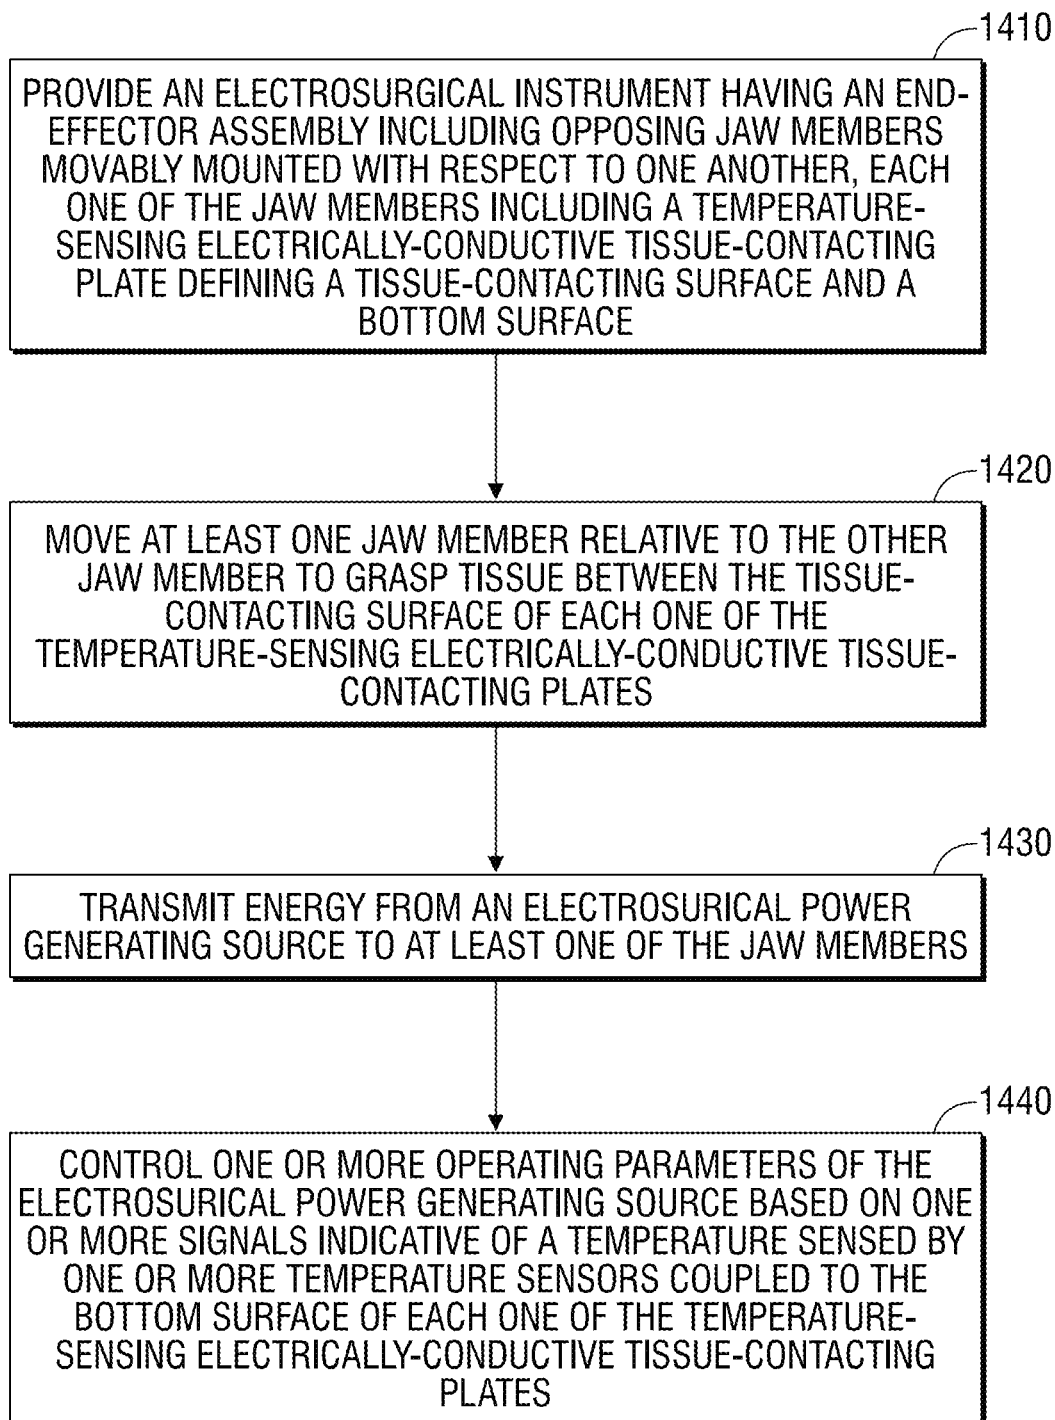 1410
PROVIDE AN ELECTROSURGICAL INSTRUMENT HAVING AN END-
EFFECTOR ASSEMBLY INCLUDING OPPOSING JAW MEMBERS
MOVABLY MOUNTED WITH RESPECT TO ONE ANOTHER, EACH
ONE OF THE JAW MEMBERS INCLUDING A TEMPERATURE-
SENSING ELECTRICALLY-CONDUCTIVE TISSUE-CONTACTING
PLATE DEFINING A TISSUE-CONTACTING SURFACE AND A
BOTTOM SURFACE
1420
MOVE AT LEAST ONE JAW MEMBER RELATIVE TO THE OTHER
JAW MEMBER TO GRASP TISSUE BETWEEN THE TISSUE-
CONTACTING SURFACE OF EACH ONE OF THE
TEMPERATURE-SENSING ELECTRICALLY-CONDUCTIVE TISSUE-
CONTACTING PLATES
1430
TRANSMIT ENERGY FROM AN ELECTROSURICAL POWER
GENERATING SOURCE TO AT LEAST ONE OF THE JAW MEMBERS
1440
CONTROL ONE OR MORE OPERATING PARAMETERS OF THE
ELECTROSURICAL POWER GENERATING SOURCE BASED ON ONE
OR MORE SIGNALS INDICATIVE OF A TEMPERATURE SENSED BY
ONE OR MORE TEMPERATURE SENSORS COUPLED TO THE
BOTTOM SURFACE OF EACH ONE OF THE TEMPERATURE-
SENSING ELECTRICALLY-CONDUCTIVE TISSUE-CONTACTING
PLATES